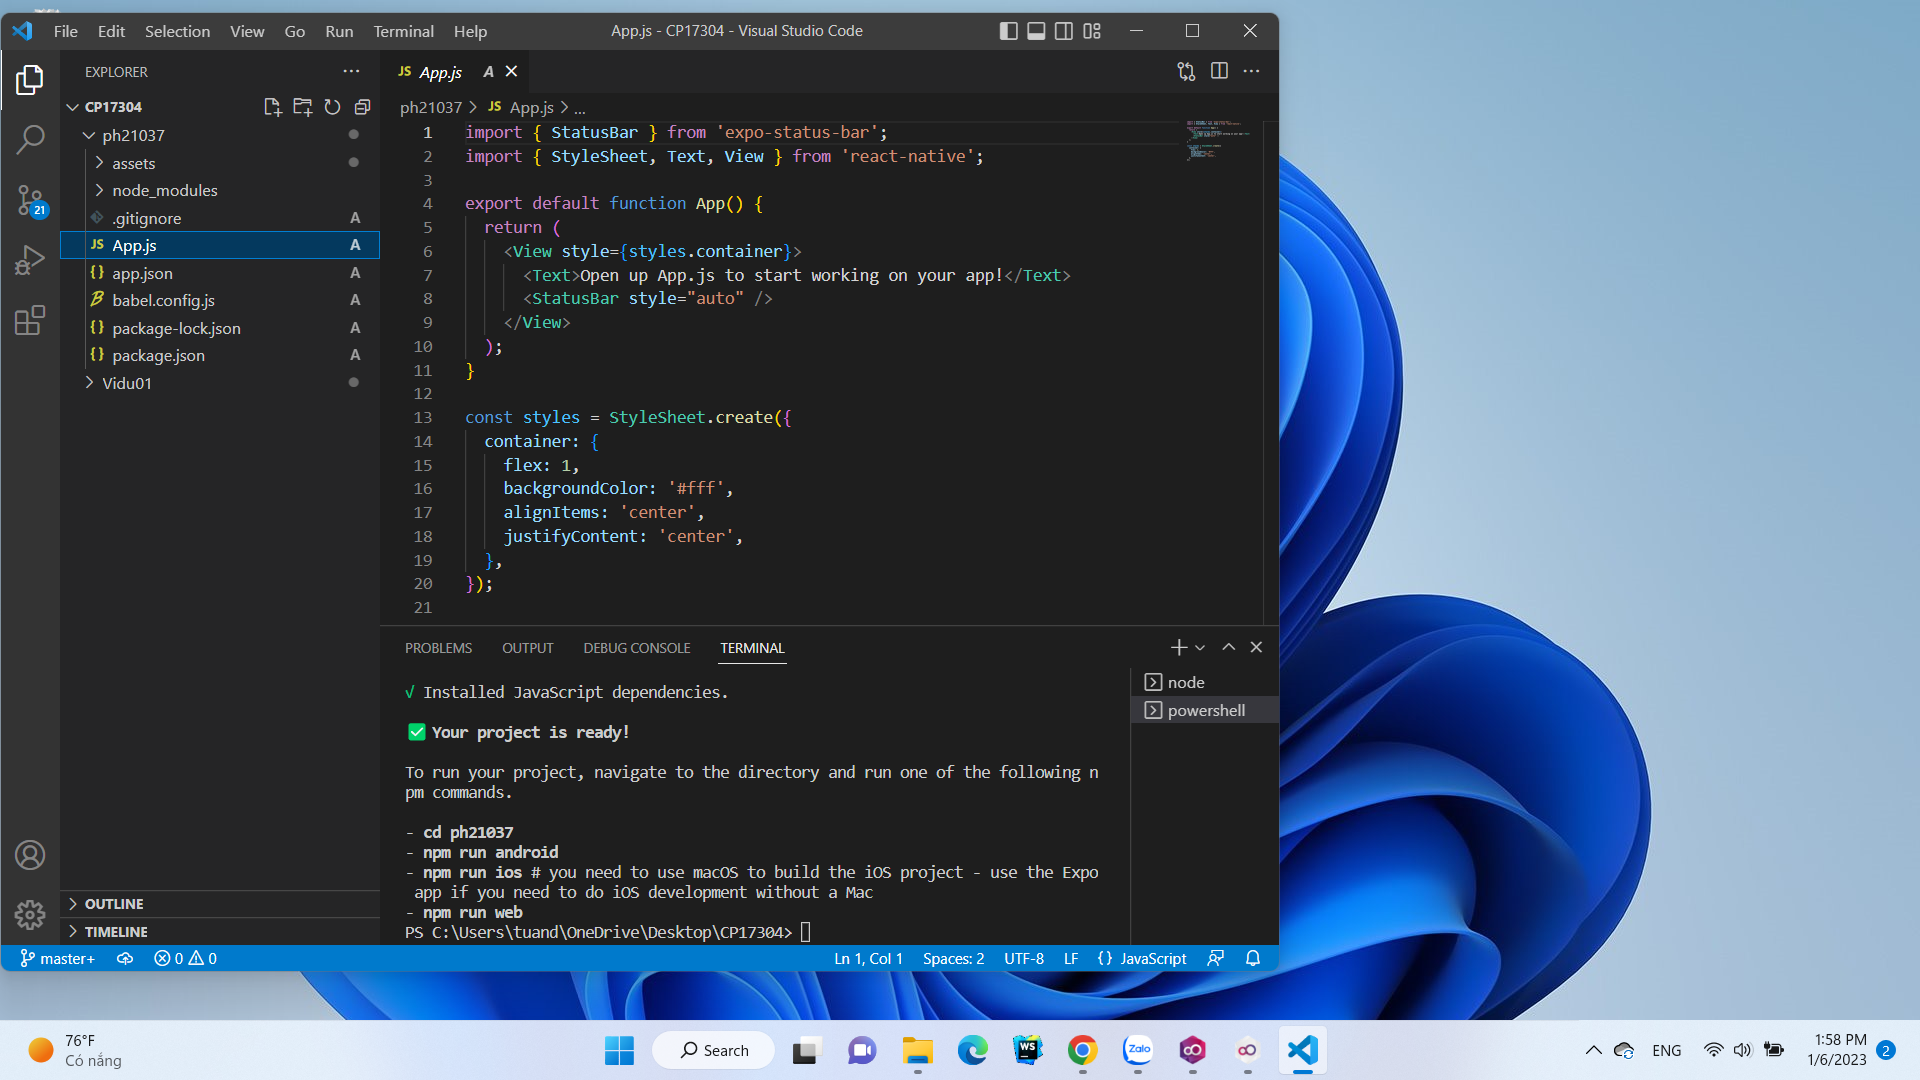 File Edit Selection View Go Run Terminal Help
App.js - CP17304 - Visual Studio Code
EXPLORER
CP17304
ph21037
assets
node_modules
.gitignore A
JS App.js A
{} app.json A
babel.config.js A
{} package-lock.json A
{} package.json A
Vidu01
OUTLINE
TIMELINE
21
JS App.js A
ph21037 > JS App.js > ...
1 import { StatusBar } from 'expo-status-bar';
2 import { StyleSheet, Text, View } from 'react-native';
3
4 export default function App() {
5 return (
6 <View style={styles.container}>
7 <Text>Open up App.js to start working on your app!</Text>
8 <StatusBar style="auto" />
9 </View>
10 );
11 }
12
13 const styles = StyleSheet.create({
14 container: {
15 flex: 1,
16 backgroundColor: '#fff',
17 alignItems: 'center',
18 justifyContent: 'center',
19 },
20 });
21
PROBLEMS OUTPUT DEBUG CONSOLE TERMINAL
√ Installed JavaScript dependencies.
✅ Your project is ready!
To run your project, navigate to the directory and run one of the following n
pm commands.
- cd ph21037
- npm run android
- npm run ios # you need to use macOS to build the iOS project - use the Expo
app if you need to do iOS development without a Mac
- npm run web
PS C:\Users\tuand\OneDrive\Desktop\CP17304>
node
powershell
master+ 0 0 Ln 1, Col 1 Spaces: 2 UTF-8 LF {} JavaScript
76°F
Có nắng
Search
WS
Zalo
ENG
1:58 PM
1/6/2023
2